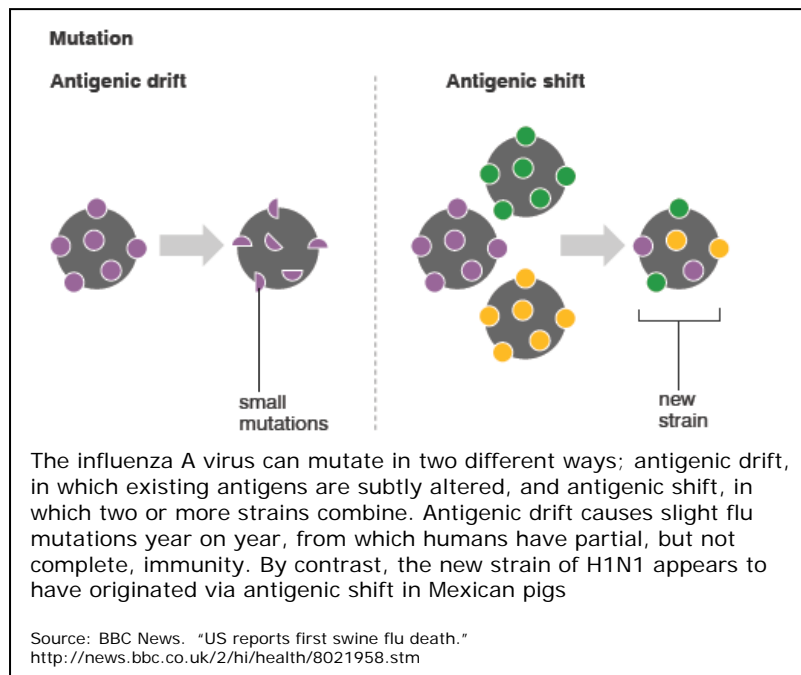 Mutation
Antigenic drift
Antigenic shift
small
mutations
new
strain
The influenza A virus can mutate in two different ways; antigenic drift,
in which existing antigens are subtly altered, and antigenic shift, in
which two or more strains combine. Antigenic drift causes slight flu
mutations year on year, from which humans have partial, but not
complete, immunity. By contrast, the new strain of H1N1 appears to
have originated via antigenic shift in Mexican pigs
Source: BBC News. “US reports first swine flu death.”
http://news.bbc.co.uk/2/hi/health/8021958.stm